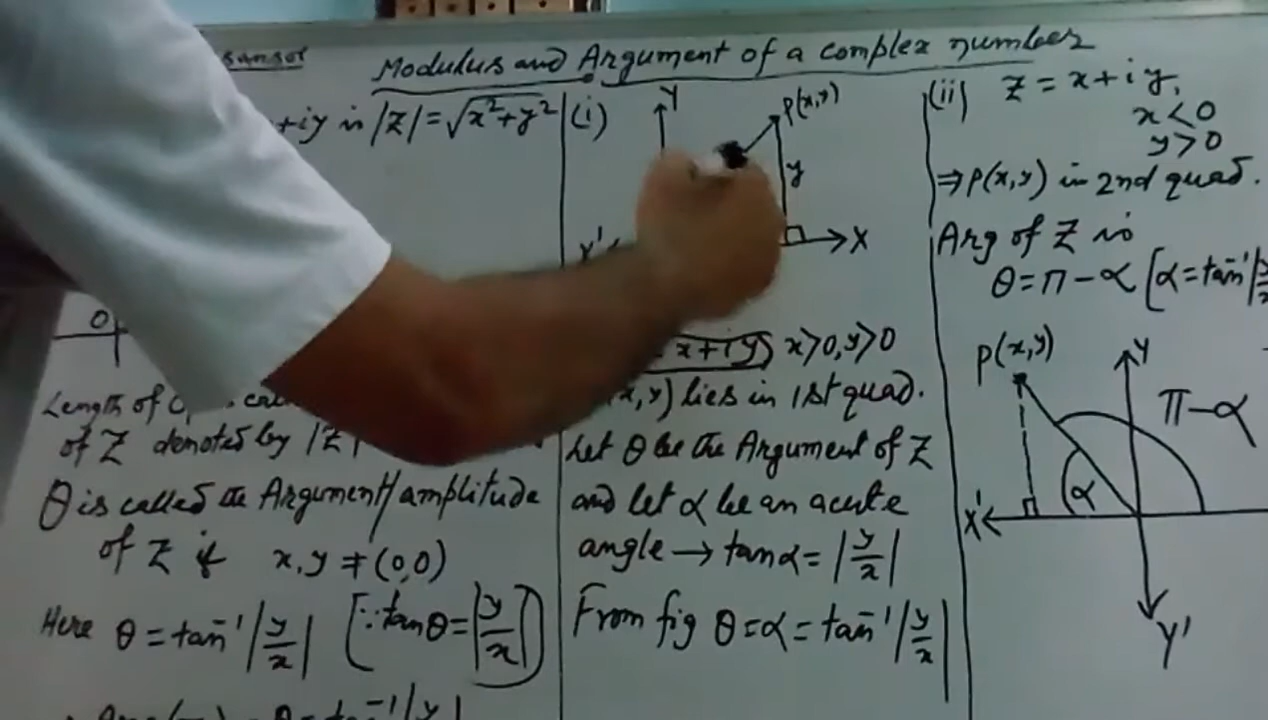 Modulus and Argument of a complex number
+iy is |Z| = √x²+y²
O
Length of
of Z denoted by |Z|
θ is called the Argument/amplitude
of Z if x,y ≠ (0,0)
Here θ = tan⁻¹|y/x| [∵ tanθ = |y/x|]
(i)
Y
P(x,y)
y
X'
X
x+iy) x>0, y>0
x,y) lies in 1st quad.
Let θ be the Argument of Z
and let α be an acute
angle → tanα = |y/x|
From fig θ = α = tan⁻¹|y/x|
(ii) Z = x+iy,
x<0
y>0
⇒ P(x,y) in 2nd quad.
Arg of Z is
θ = π - α [α = tan⁻¹|y/x
P(x,y)
Y
π-α
α
X'
Y'